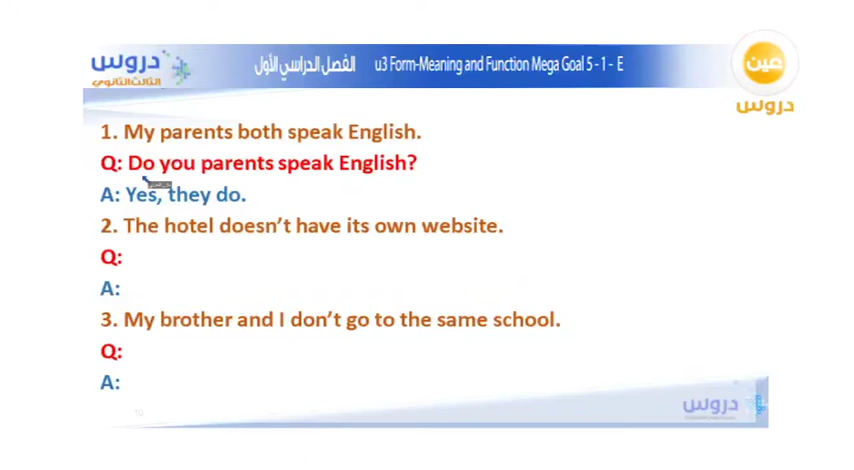 دروس
الثالث الثانوي
الفصل الدراسي الأول
u3 Form-Meaning and Function Mega Goal 5 - 1 - E
عين
دروس
1. My parents both speak English.
Q: Do you parents speak English?
A: Yes, they do.
2. The hotel doesn't have its own website.
Q:
A:
3. My brother and I don't go to the same school.
Q:
A:
10
دروس